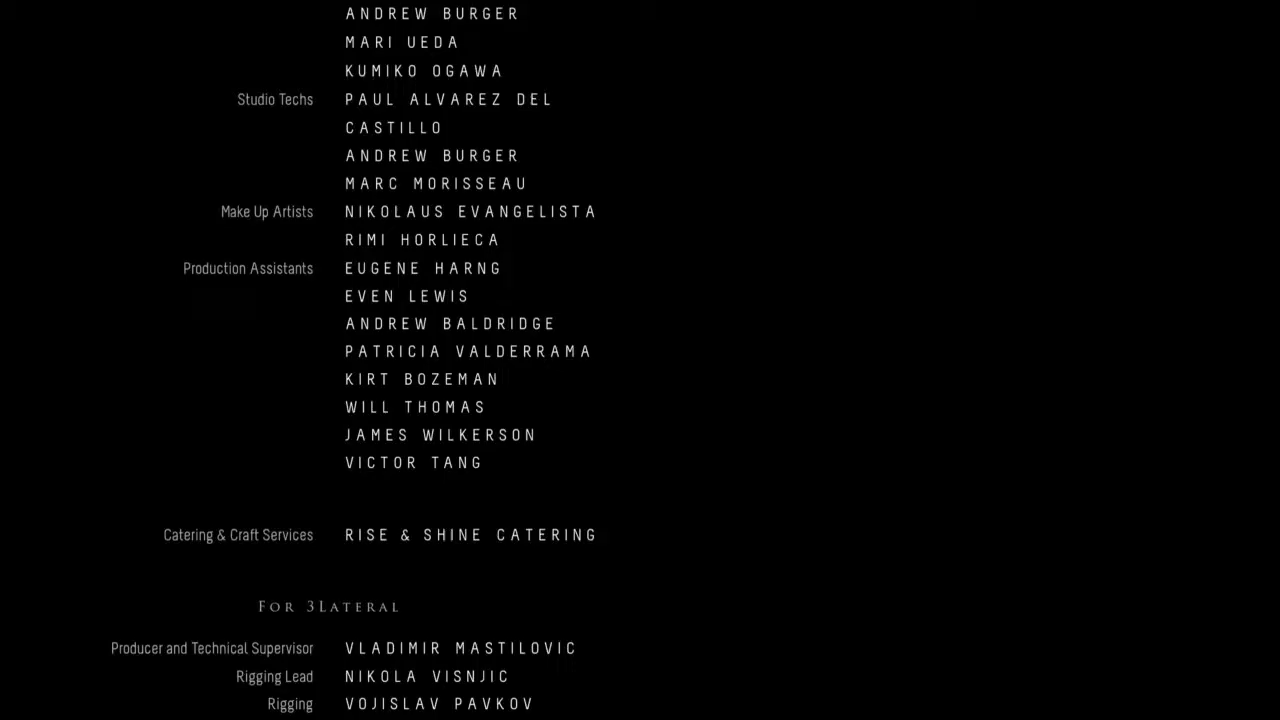 ANDREW BURGER
MARI UEDA
KUMIKO OGAWA
Studio Techs PAUL ALVAREZ DEL
CASTILLO
ANDREW BURGER
MARC MORISSEAU
Make Up Artists NIKOLAUS EVANGELISTA
RIMI HORLIECA
Production Assistants EUGENE HARNG
EVEN LEWIS
ANDREW BALDRIDGE
PATRICIA VALDERRAMA
KIRT BOZEMAN
WILL THOMAS
JAMES WILKERSON
VICTOR TANG
Catering & Craft Services RISE & SHINE CATERING
FOR 3LATERAL
Producer and Technical Supervisor VLADIMIR MASTILOVIC
Rigging Lead NIKOLA VISNJIC
Rigging VOJISLAV PAVKOV